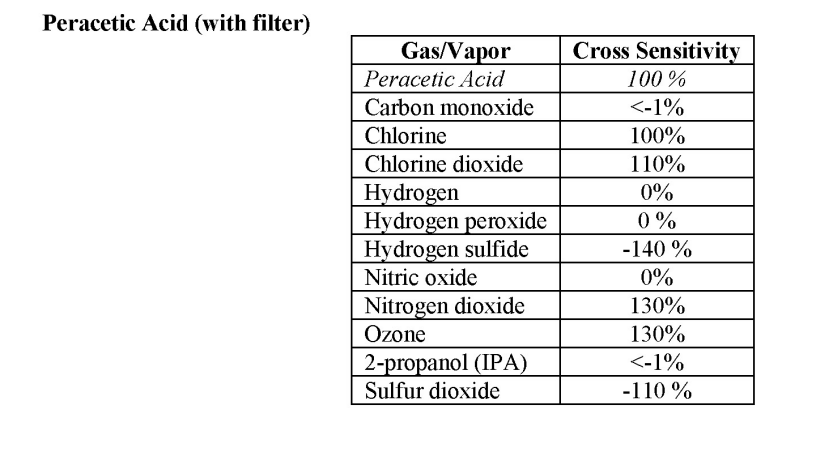 Peracetic Acid (with filter)
Gas/Vapor Cross Sensitivity
Peracetic Acid 100 %
Carbon monoxide <-1%
Chlorine 100%
Chlorine dioxide 110%
Hydrogen 0%
Hydrogen peroxide 0 %
Hydrogen sulfide -140 %
Nitric oxide 0%
Nitrogen dioxide 130%
Ozone 130%
2-propanol (IPA) <-1%
Sulfur dioxide -110 %